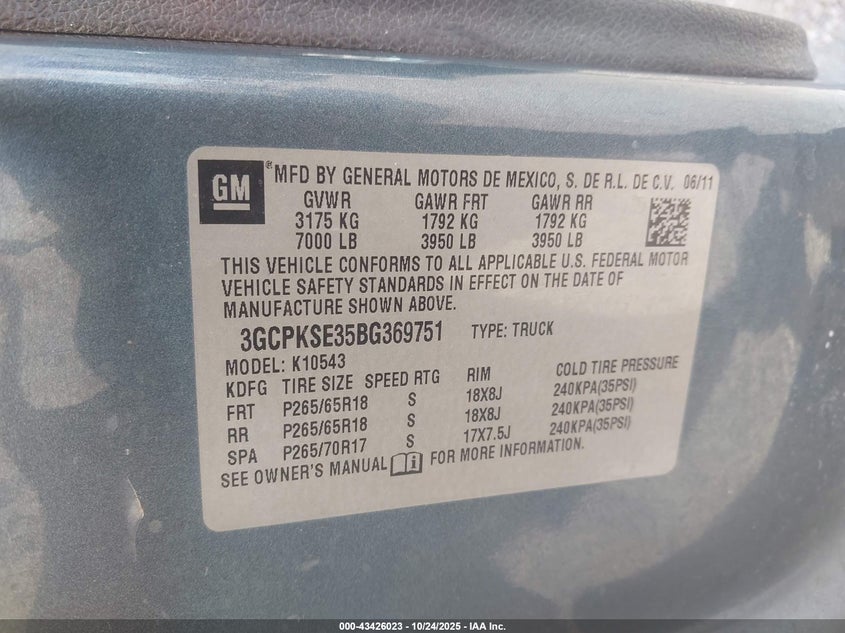 GM ® MFD BY GENERAL MOTORS DE MEXICO, S. DE R.L. DE C.V. 06/11
GVWR GAWR FRT GAWR RR
3175 KG 1792 KG 1792 KG
7000 LB 3950 LB 3950 LB
THIS VEHICLE CONFORMS TO ALL APPLICABLE U.S. FEDERAL MOTOR
VEHICLE SAFETY STANDARDS IN EFFECT ON THE DATE OF
MANUFACTURE SHOWN ABOVE.
3GCPKSE35BG369751 TYPE: TRUCK
MODEL: K10543
KDFG TIRE SIZE SPEED RTG RIM COLD TIRE PRESSURE
FRT P265/65R18 S 18X8J 240KPA(35PSI)
RR P265/65R18 S 18X8J 240KPA(35PSI)
SPA P265/70R17 S 17X7.5J 240KPA(35PSI)
SEE OWNER'S MANUAL i FOR MORE INFORMATION.
000-43426023 - 10/24/2025 - IAA Inc.